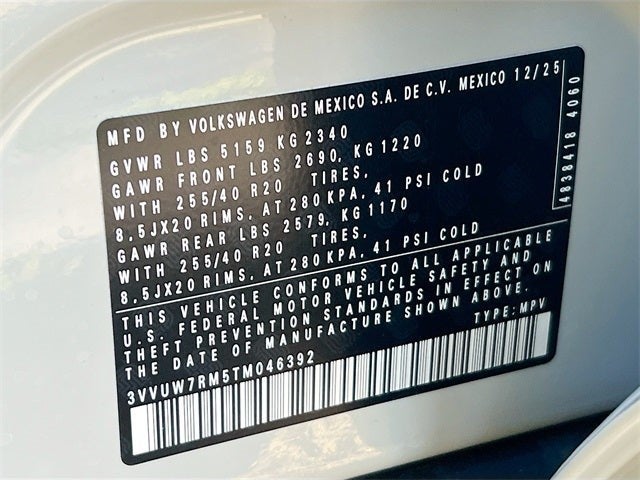 MFD BY VOLKSWAGEN DE MEXICO S.A. DE C.V. MEXICO 12/25
GVWR LBS 5159 KG 2340
GAWR FRONT LBS 2690, KG 1220
WITH 255/40 R20 TIRES,
8,5JX20 RIMS, AT 280 KPA, 41 PSI COLD
GAWR REAR LBS 2579, KG 1170
WITH 255/40 R20 TIRES,
8,5JX20 RIMS, AT 280 KPA, 41 PSI COLD
4838418 4060
THIS VEHICLE CONFORMS TO ALL APPLICABLE
U.S. FEDERAL MOTOR VEHICLE SAFETY AND
THEFT PREVENTION STANDARDS IN EFFECT ON
THE DATE OF MANUFACTURE SHOWN ABOVE.
TYPE: MPV
3VVUW7RM5TM046392